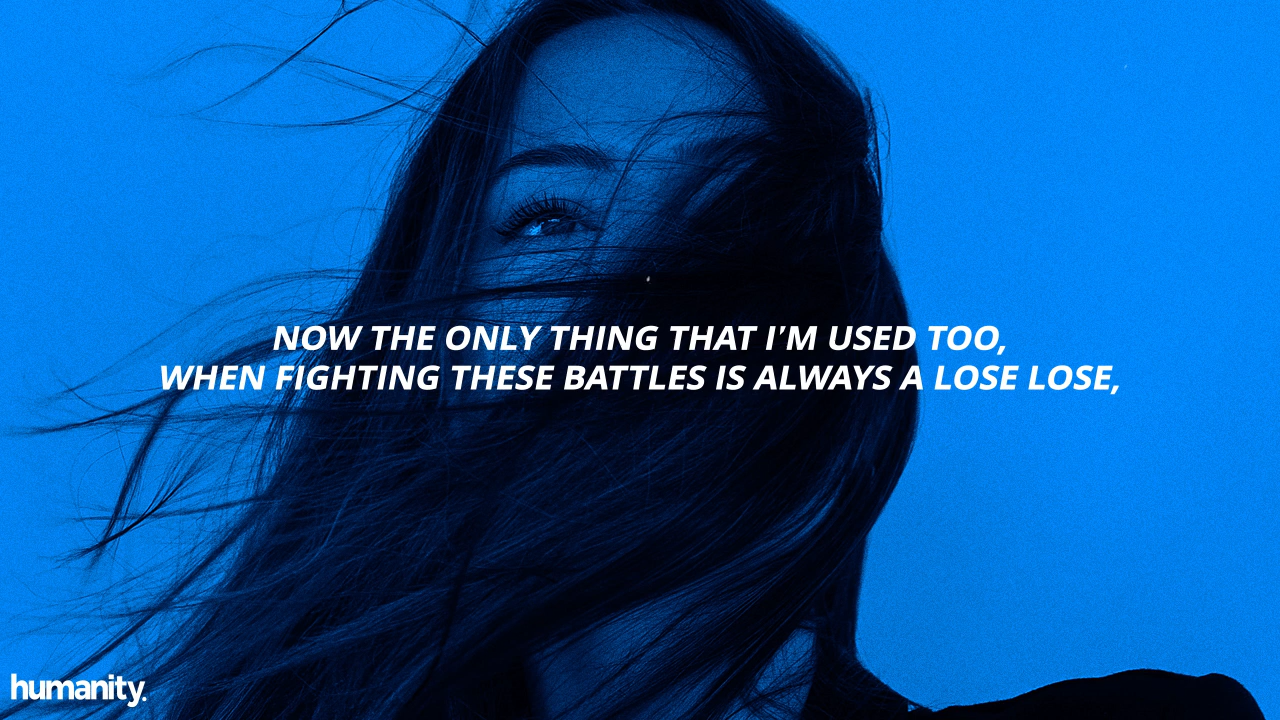 NOW THE ONLY THING THAT I'M USED TOO,
WHEN FIGHTING THESE BATTLES IS ALWAYS A LOSE LOSE,
humanity.